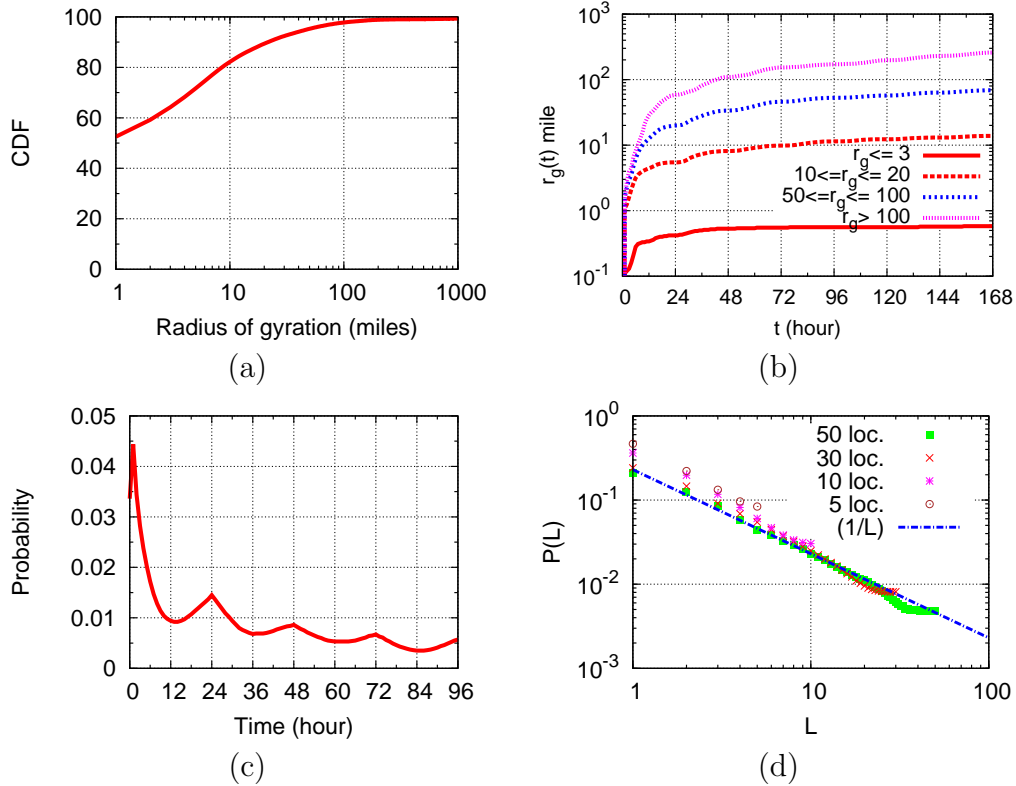 100
80
60
40
20
0
CDF
1
10
100
1000
Radius of gyration (miles)
(a)
10^3
10^2
10^1
10^0
10^-1
r_g(t) mile
r_g<= 3
10<=r_g<= 20
50<=r_g<= 100
r_g> 100
0 24 48 72 96 120 144 168
t (hour)
(b)
0.05
0.04
0.03
0.02
0.01
0
Probability
0 12 24 36 48 60 72 84 96
Time (hour)
(c)
10^0
10^-1
10^-2
10^-3
P(L)
50 loc.
30 loc.
10 loc.
5 loc.
(1/L)
1
10
100
L
(d)